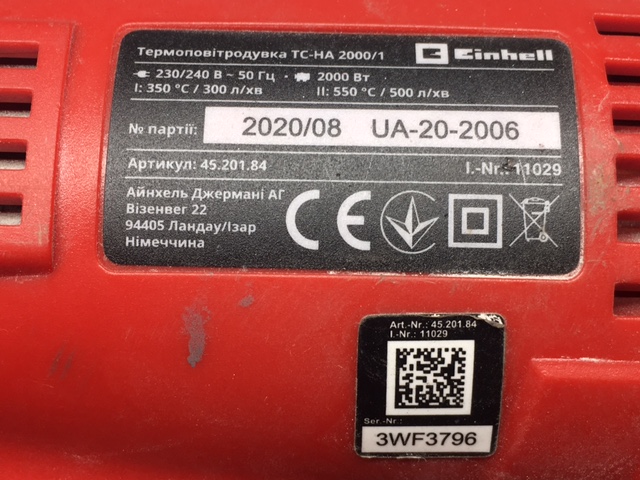 Термоповітродувка TC-HA 2000/1
Einhell
230/240 В ~ 50 Гц · 2000 Вт
I: 350 °C / 300 л/хв II: 550 °C / 500 л/хв
№ партії: 2020/08 UA-20-2006
Артикул: 45.201.84 I.-Nr.: 11029
Айнхель Джермані АГ
Візенвег 22
94405 Ландау/Ізар
Німеччина
CE
Art.-Nr.: 45.201.84
I.-Nr.: 11029
Ser.-Nr.:
3WF3796